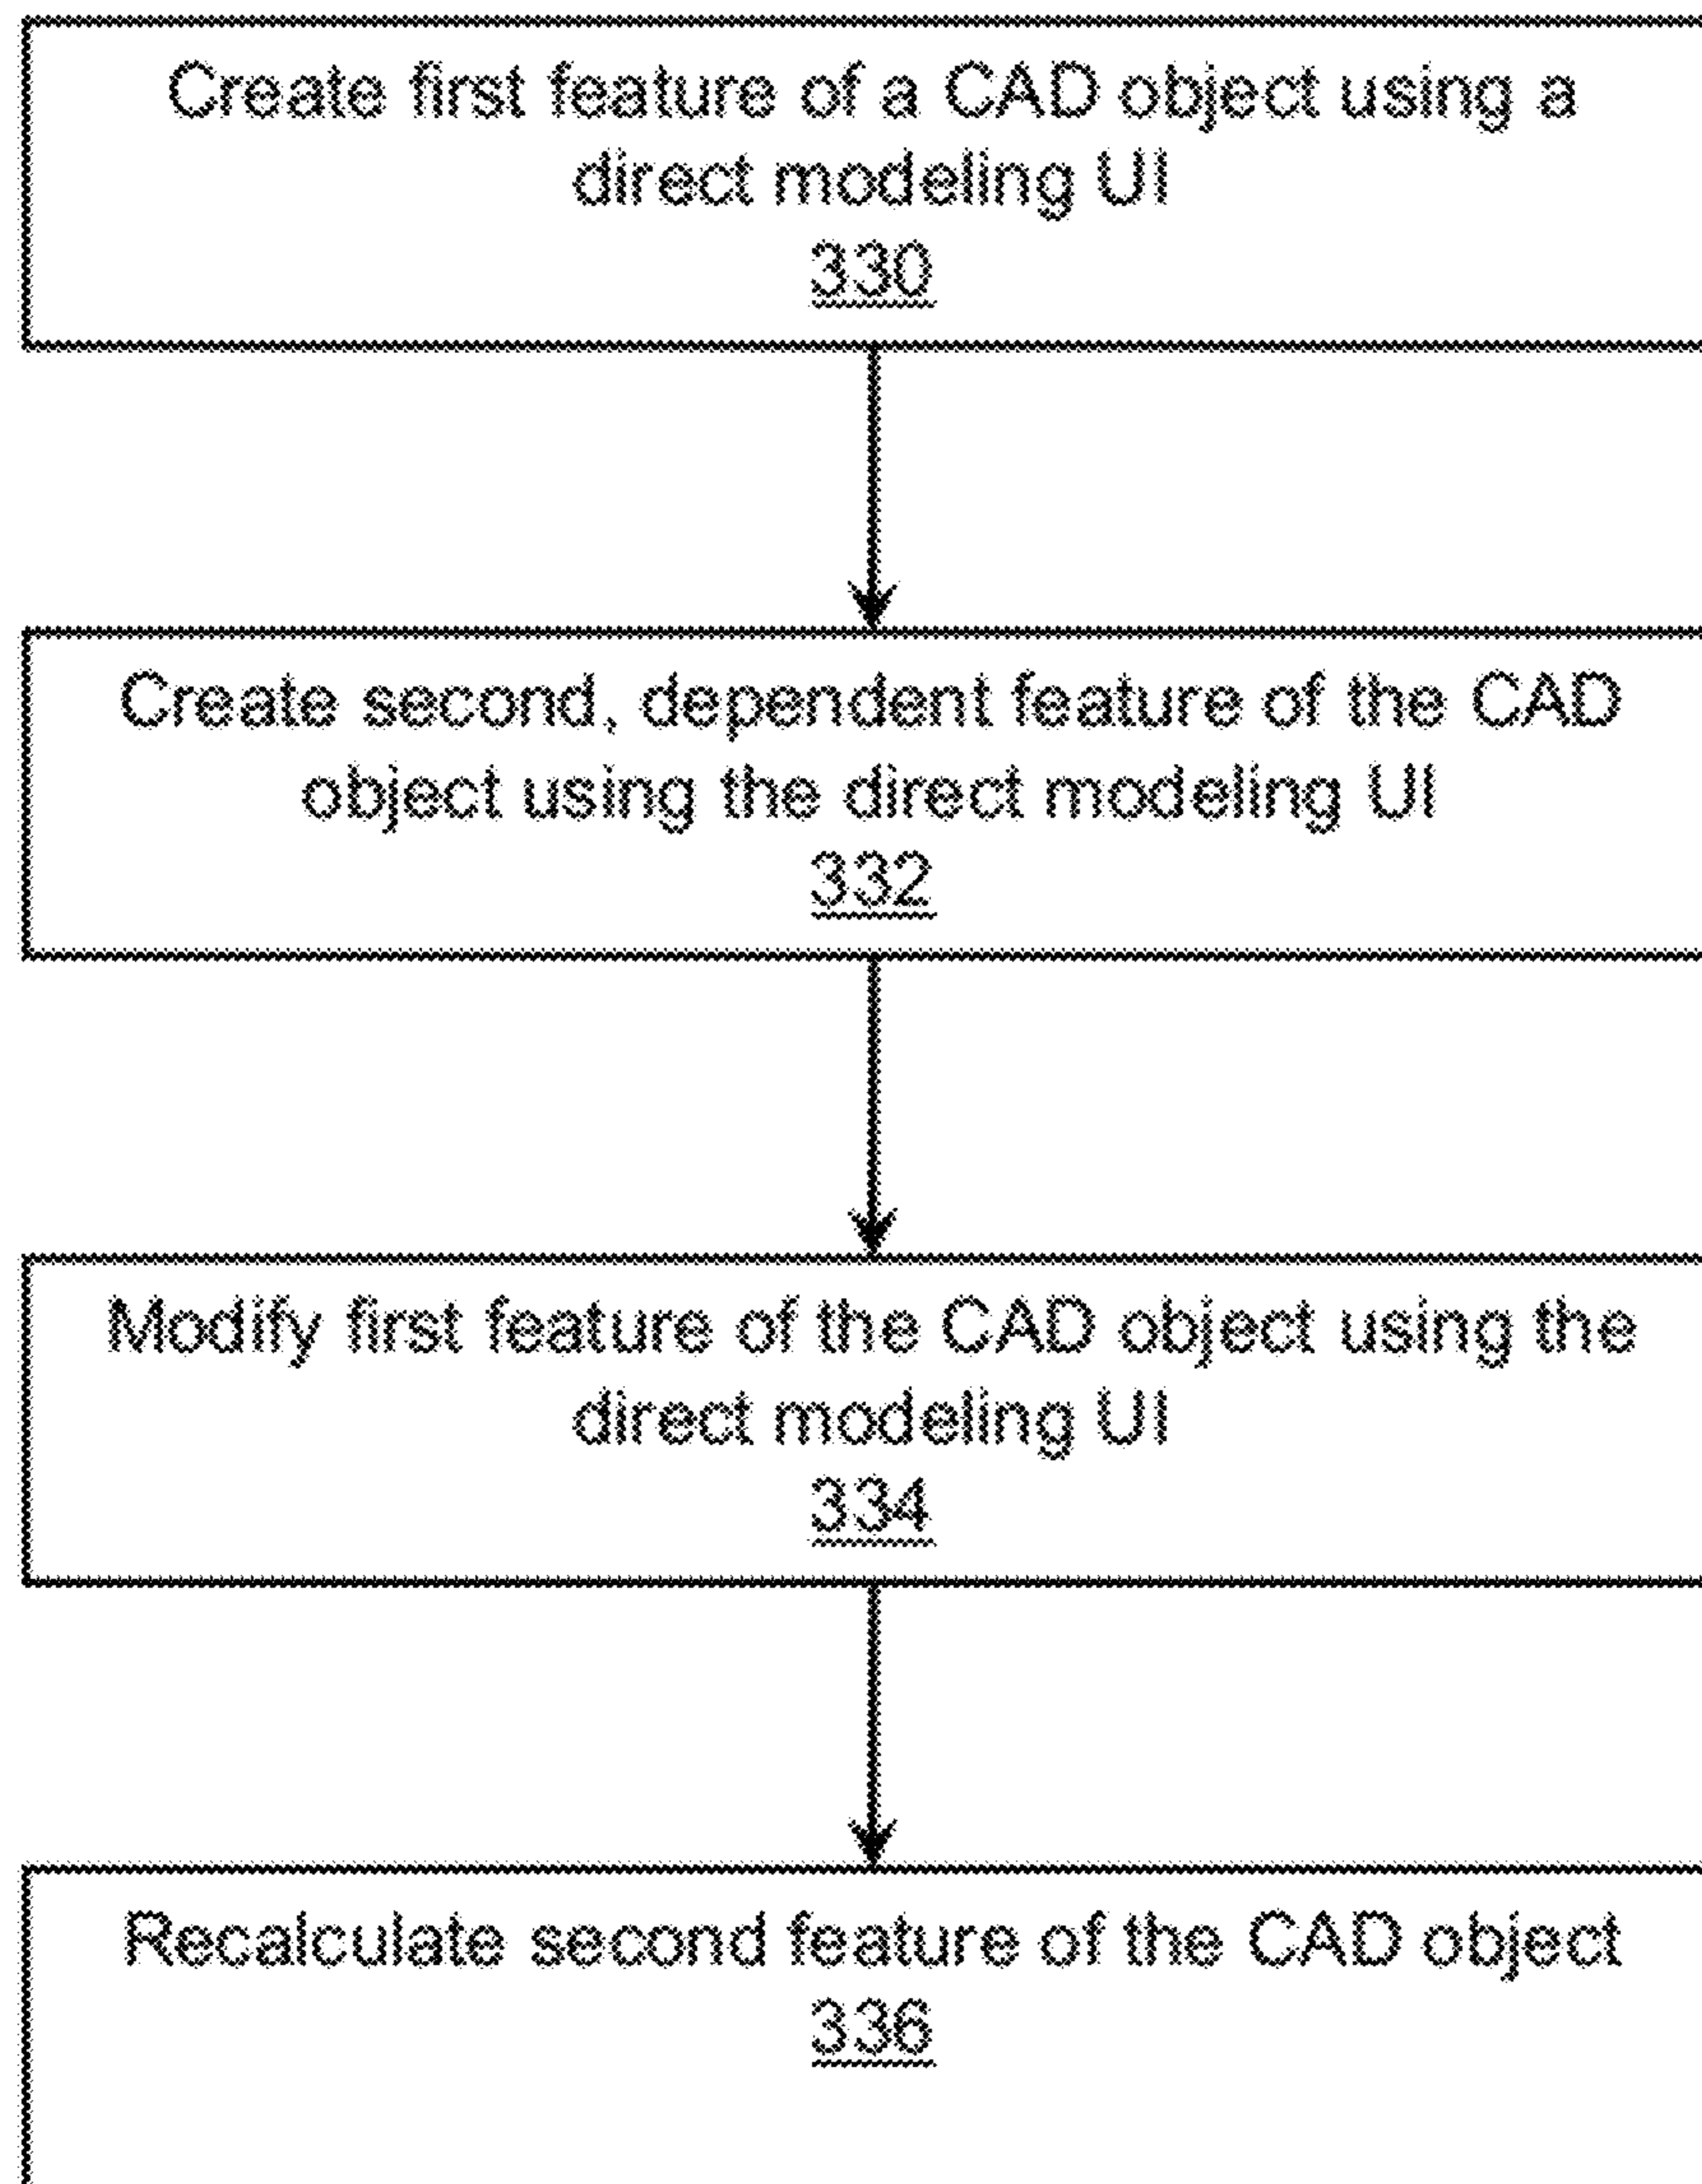 Create first feature of a CAD object using a
direct modeling UI
330
Create second, dependent feature of the CAD
object using the direct modeling UI
332
Modify first feature of the CAD object using the
direct modeling UI
334
Recalculate second feature of the CAD object
336